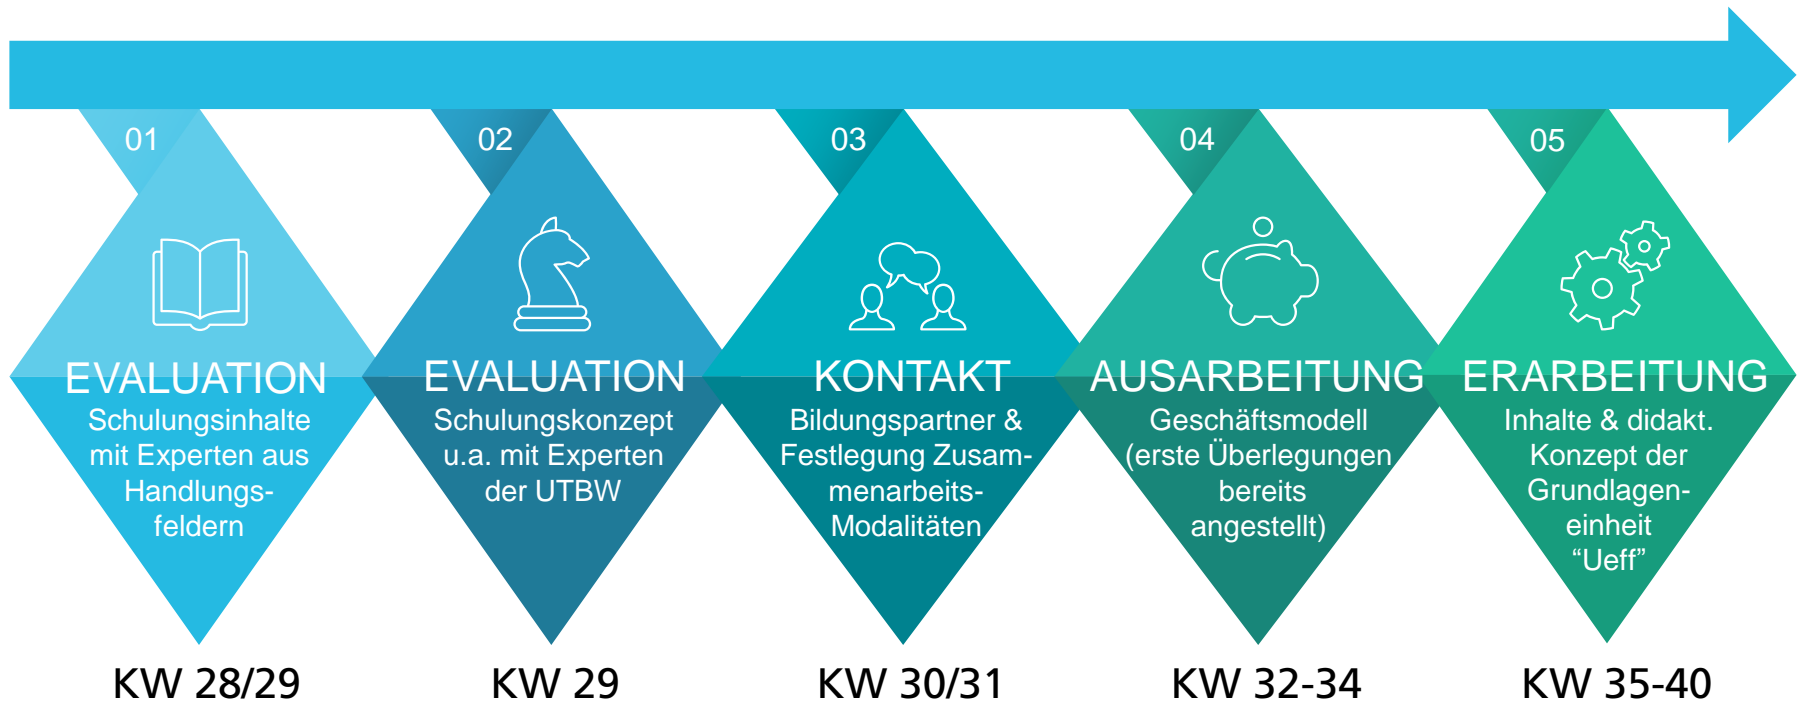 01
EVALUATION
Schulungsinhalte
mit Experten aus
Handlungs-
feldern
KW 28/29
02
EVALUATION
Schulungskonzept
u.a. mit Experten
der UTBW
KW 29
03
KONTAKT
Bildungspartner &
Festlegung Zusam-
menarbeits-
Modalitäten
KW 30/31
04
AUSARBEITUNG
Geschäftsmodell
(erste Überlegungen
bereits
angestellt)
KW 32-34
05
ERARBEITUNG
Inhalte & didakt.
Konzept der
Grundlagen-
einheit
“Ueff”
KW 35-40